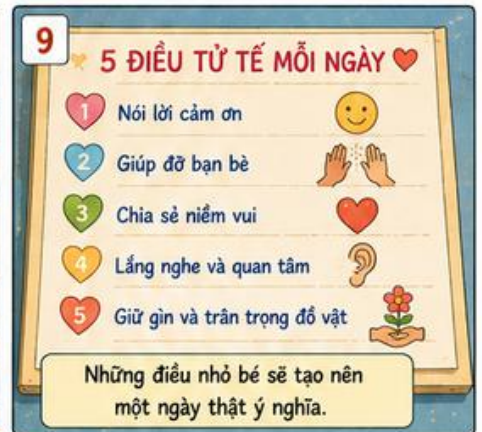 9
5 ĐIỀU TỬ TẾ MỖI NGÀY
1 Nói lời cảm ơn
2 Giúp đỡ bạn bè
3 Chia sẻ niềm vui
4 Lắng nghe và quan tâm
5 Giữ gìn và trân trọng đồ vật
Những điều nhỏ bé sẽ tạo nên
một ngày thật ý nghĩa.